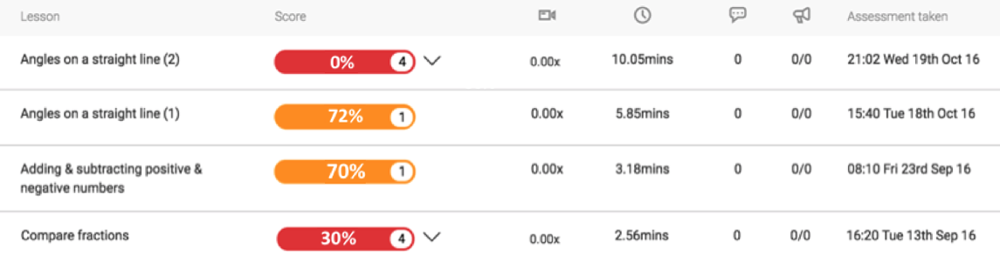 Lesson Score Assessment taken
Angles on a straight line (2) 0% 4 0.00x 10.05mins 0 0/0 21:02 Wed 19th Oct 16
Angles on a straight line (1) 72% 1 0.00x 5.85mins 0 0/0 15:40 Tue 18th Oct 16
Adding & subtracting positive & 70% 1 0.00x 3.18mins 0 0/0 08:10 Fri 23rd Sep 16
negative numbers
Compare fractions 30% 4 0.00x 2.56mins 0 0/0 16:20 Tue 13th Sep 16